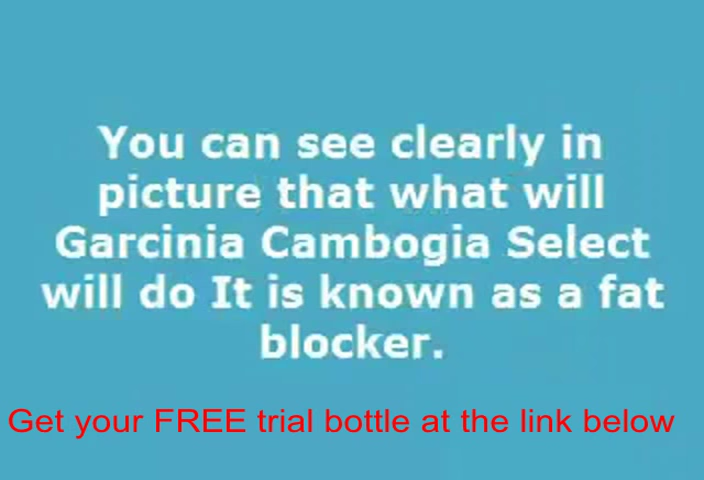 You can see clearly in
picture that what will
Garcinia Cambogia Select
will do It is known as a fat
blocker.
Get your FREE trial bottle at the link below